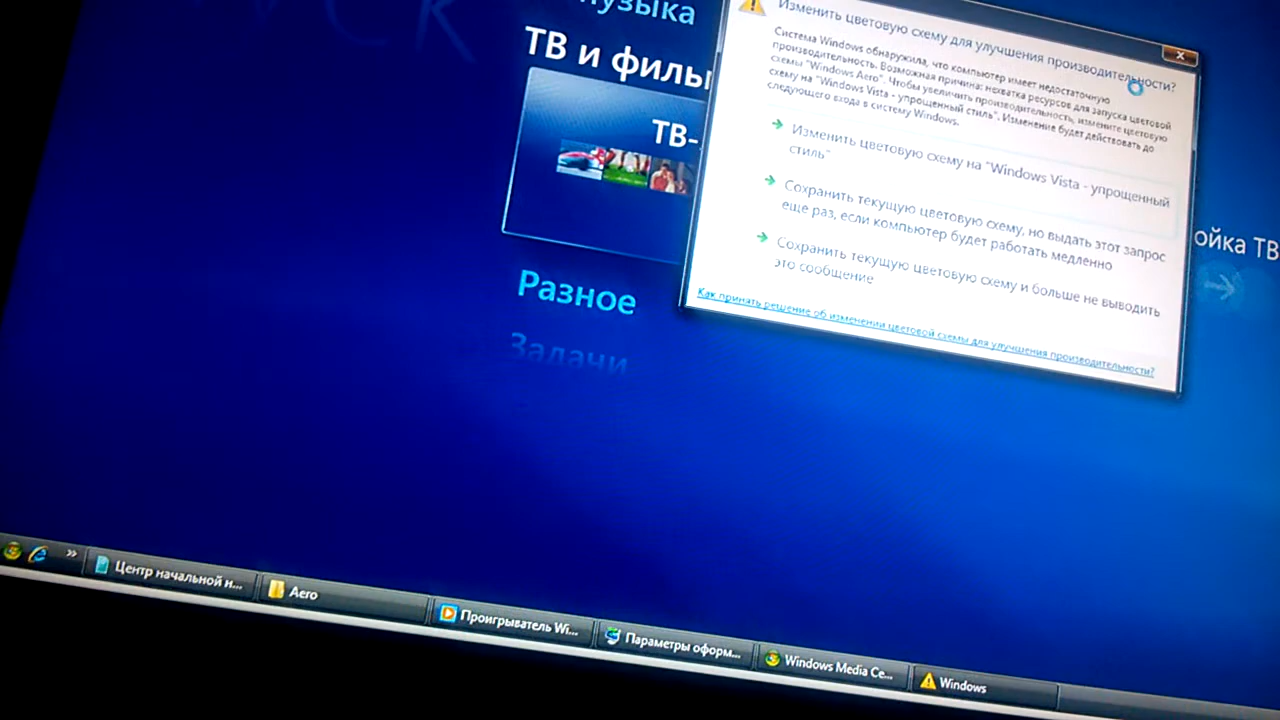 узыка
ТВ и филь
ТВ-
Разное
Задачи
Изменить цветовую схему для улучшения производительности?
Система Windows обнаружила, что компьютер имеет недостаточную
производительность. Возможная причина: нехватка ресурсов для запуска цветовой
схемы "Windows Aero". Чтобы увеличить производительность, измените цветовую
схему на "Windows Vista - упрощенный стиль". Изменение будет действовать до
следующего входа в систему Windows.
Изменить цветовую схему на "Windows Vista - упрощенный
стиль"
Сохранить текущую цветовую схему, но выдать этот запрос
еще раз, если компьютер будет работать медленно
Сохранить текущую цветовую схему и больше не выводить
это сообщение
Как принять решение об изменении цветовой схемы для улучшения производительности?
ойка ТВ
Центр начальной н...
Aero
Проигрыватель Wi...
Параметры оформ...
Windows Media Ce...
Windows